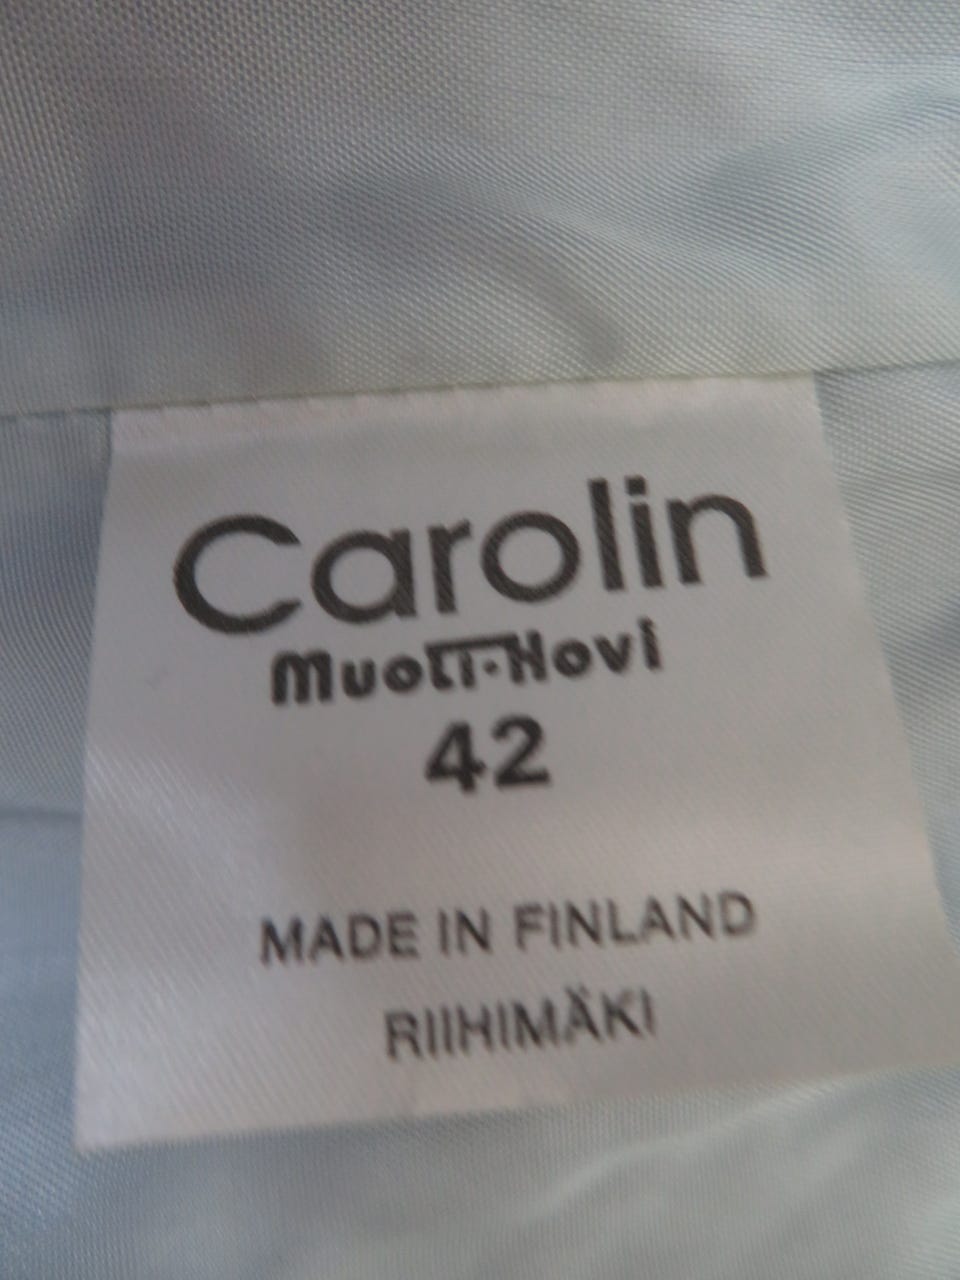 Carolin
Muoti-Hovi
42
MADE IN FINLAND
RIIHIMÄKI